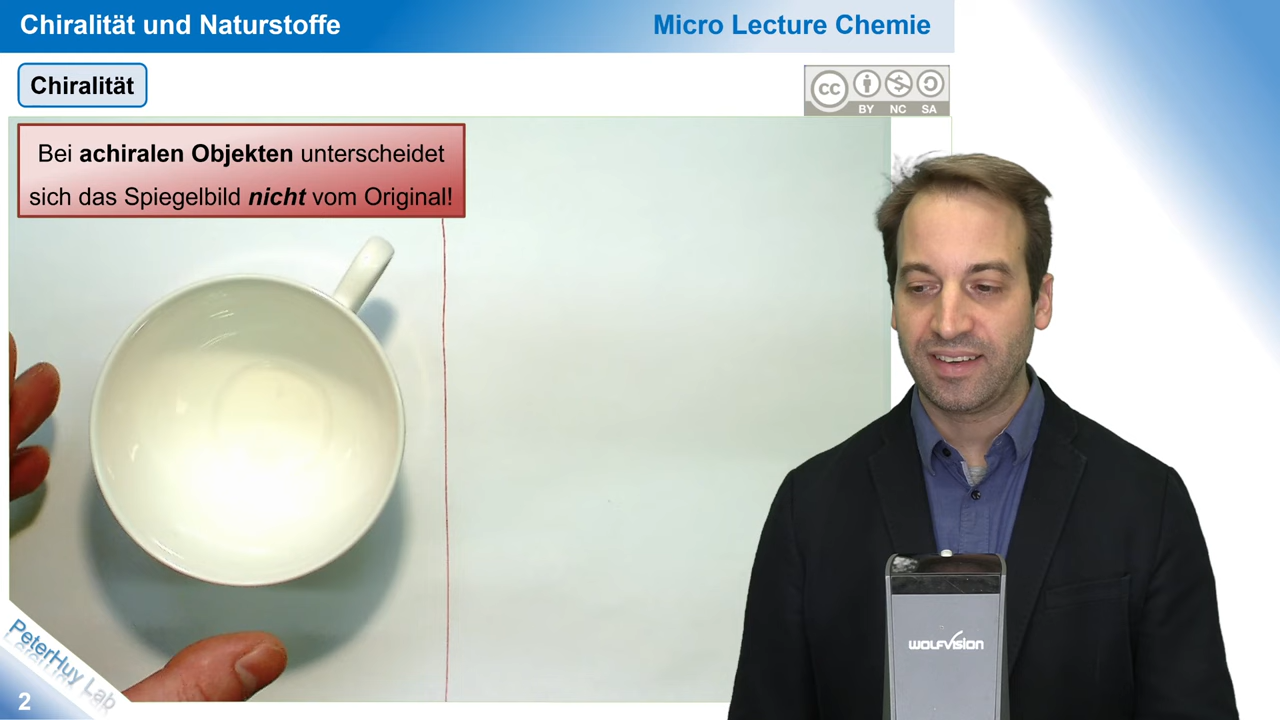 Chiralität und Naturstoffe
Micro Lecture Chemie
Chiralität
cc
BY NC SA
Bei achiralen Objekten unterscheidet
sich das Spiegelbild nicht vom Original!
WOLFVISION
PeterHuy Lab
2